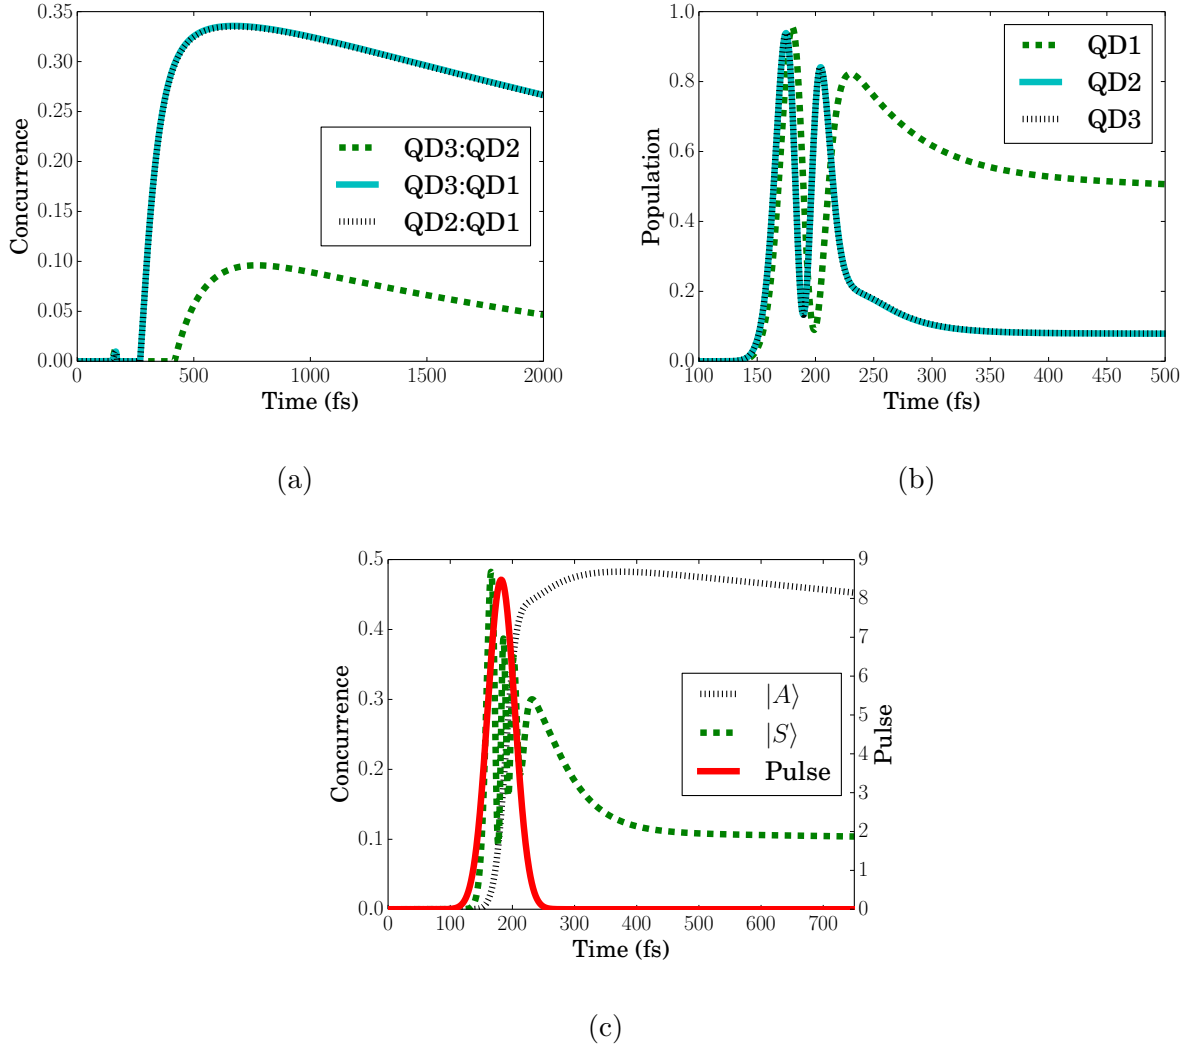 0.35
0.30
0.25
0.20
0.15
0.10
0.05
0.00
Concurrence
QD3:QD2
QD3:QD1
QD2:QD1
0 500 1000 1500 2000
Time (fs)
(a)
1.0
0.8
0.6
0.4
0.2
0.0
Population
QD1
QD2
QD3
100 150 200 250 300 350 400 450 500
Time (fs)
(b)
0.5
0.4
0.3
0.2
0.1
0.0
Concurrence
|A⟩
|S⟩
Pulse
9
8
7
6
5
4
3
2
1
0
Pulse
0 100 200 300 400 500 600 700
Time (fs)
(c)